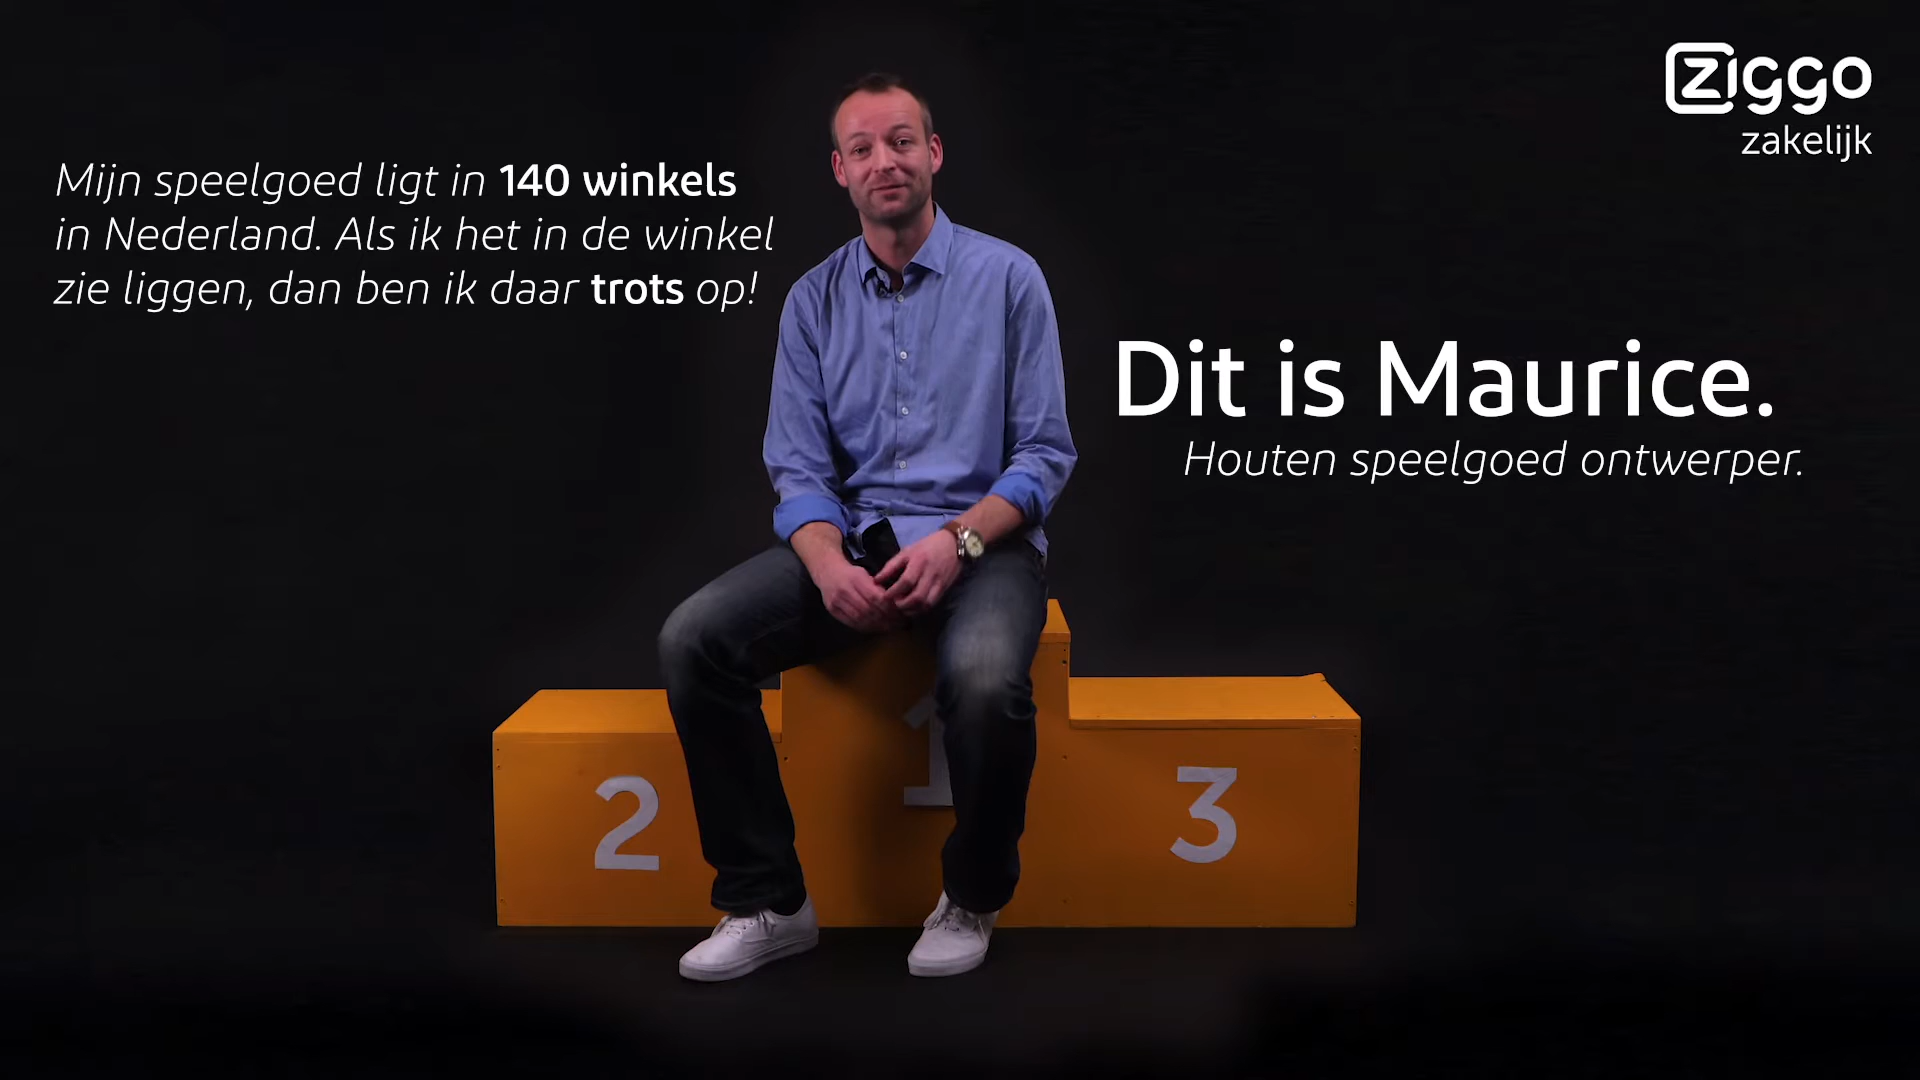 ziggo
zakelijk
Mijn speelgoed ligt in 140 winkels
in Nederland. Als ik het in de winkel
zie liggen, dan ben ik daar trots op!
Dit is Maurice.
Houten speelgoed ontwerper.
2
1
3